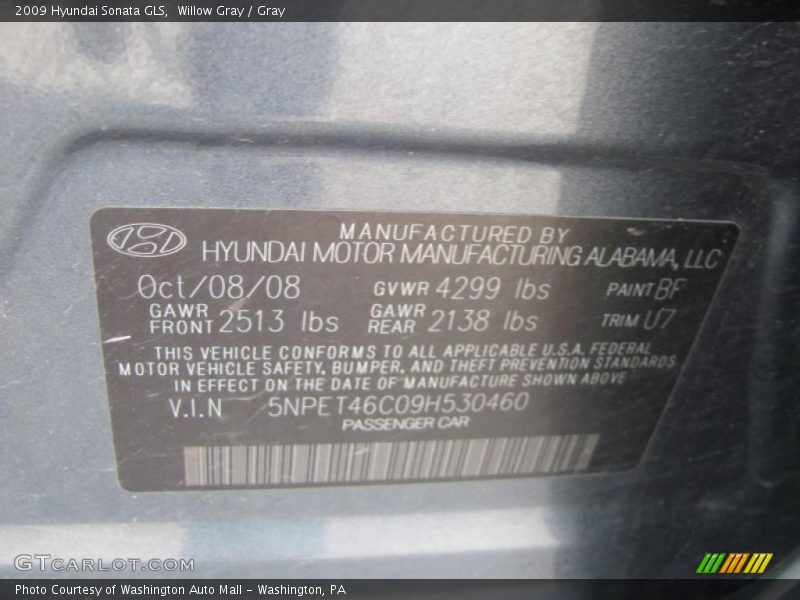 2009 Hyundai Sonata GLS, Willow Gray / Gray
MANUFACTURED BY
HYUNDAI MOTOR MANUFACTURING ALABAMA, LLC
Oct/08/08 GVWR 4299 lbs PAINT BF
GAWR FRONT 2513 lbs GAWR REAR 2138 lbs TRIM U7
THIS VEHICLE CONFORMS TO ALL APPLICABLE U.S.A. FEDERAL
MOTOR VEHICLE SAFETY, BUMPER, AND THEFT PREVENTION STANDARDS
IN EFFECT ON THE DATE OF MANUFACTURE SHOWN ABOVE
V.I.N 5NPET46C09H530460
PASSENGER CAR
GTCARLOT.COM
Photo Courtesy of Washington Auto Mall - Washington, PA